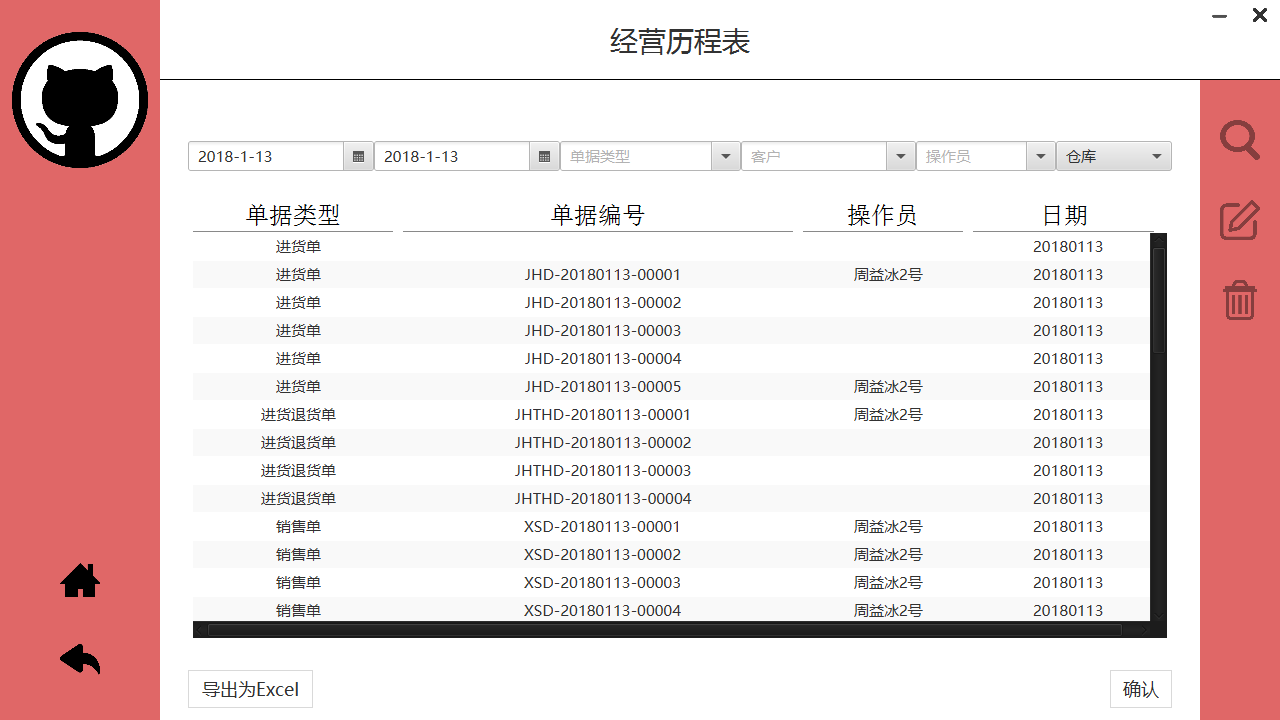 经营历程表
2018-1-13 2018-1-13 单据类型 客户 操作员 仓库
单据类型 单据编号 操作员 日期
进货单 20180113
进货单 JHD-20180113-00001 周益冰2号 20180113
进货单 JHD-20180113-00002 20180113
进货单 JHD-20180113-00003 20180113
进货单 JHD-20180113-00004 20180113
进货单 JHD-20180113-00005 周益冰2号 20180113
进货退货单 JHTHD-20180113-00001 周益冰2号 20180113
进货退货单 JHTHD-20180113-00002 20180113
进货退货单 JHTHD-20180113-00003 20180113
进货退货单 JHTHD-20180113-00004 20180113
销售单 XSD-20180113-00001 周益冰2号 20180113
销售单 XSD-20180113-00002 周益冰2号 20180113
销售单 XSD-20180113-00003 周益冰2号 20180113
销售单 XSD-20180113-00004 周益冰2号 20180113
导出为Excel 确认